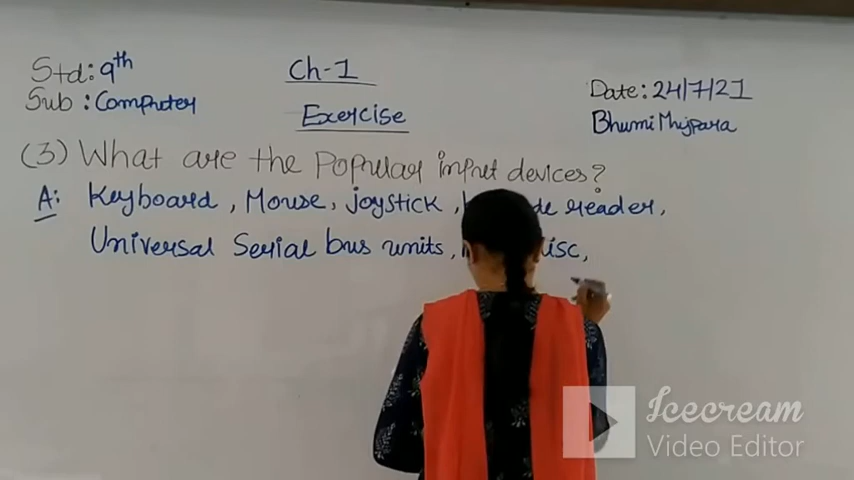 Std: 9th
Sub: Computer
Ch-1
Exercise
Date: 24/7/21
Bhumi Mujpara
(3) What are the Popular input devices?
A: Keyboard, Mouse, Joystick, reader,
Universal Serial bus units,
Icecream
Video Editor